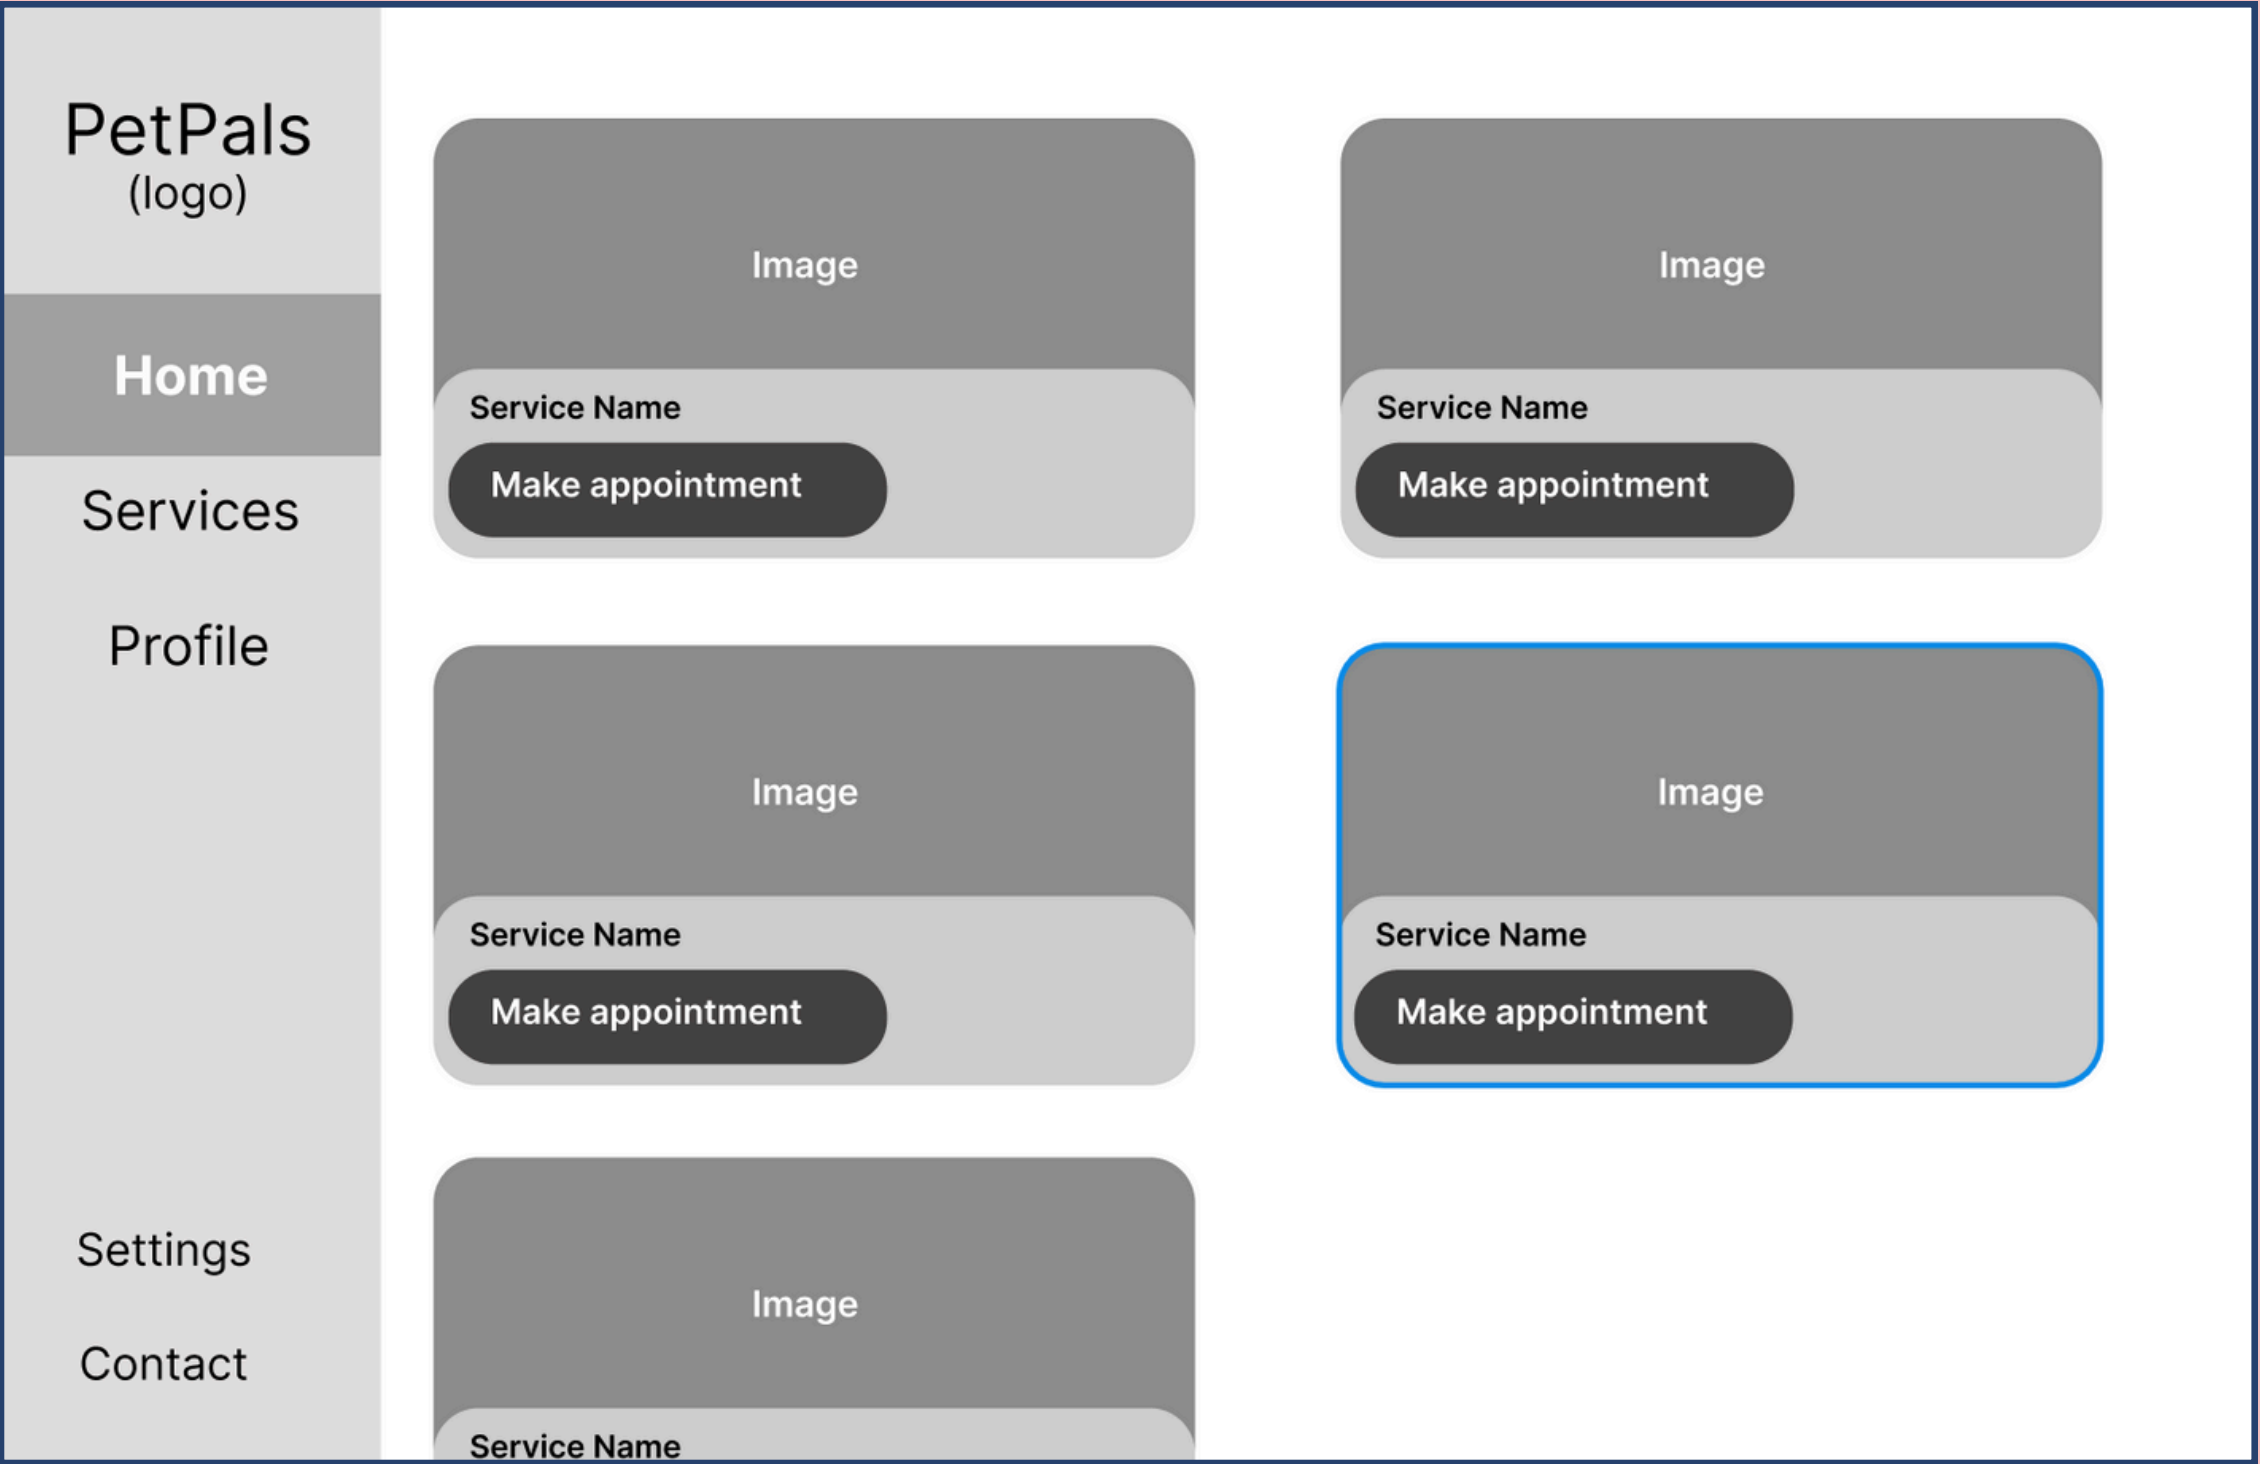 PetPals
(logo)
Home
Services
Profile
Settings
Contact
Image
Service Name
Make appointment
Image
Service Name
Make appointment
Image
Service Name
Make appointment
Image
Service Name
Make appointment
Image
Service Name